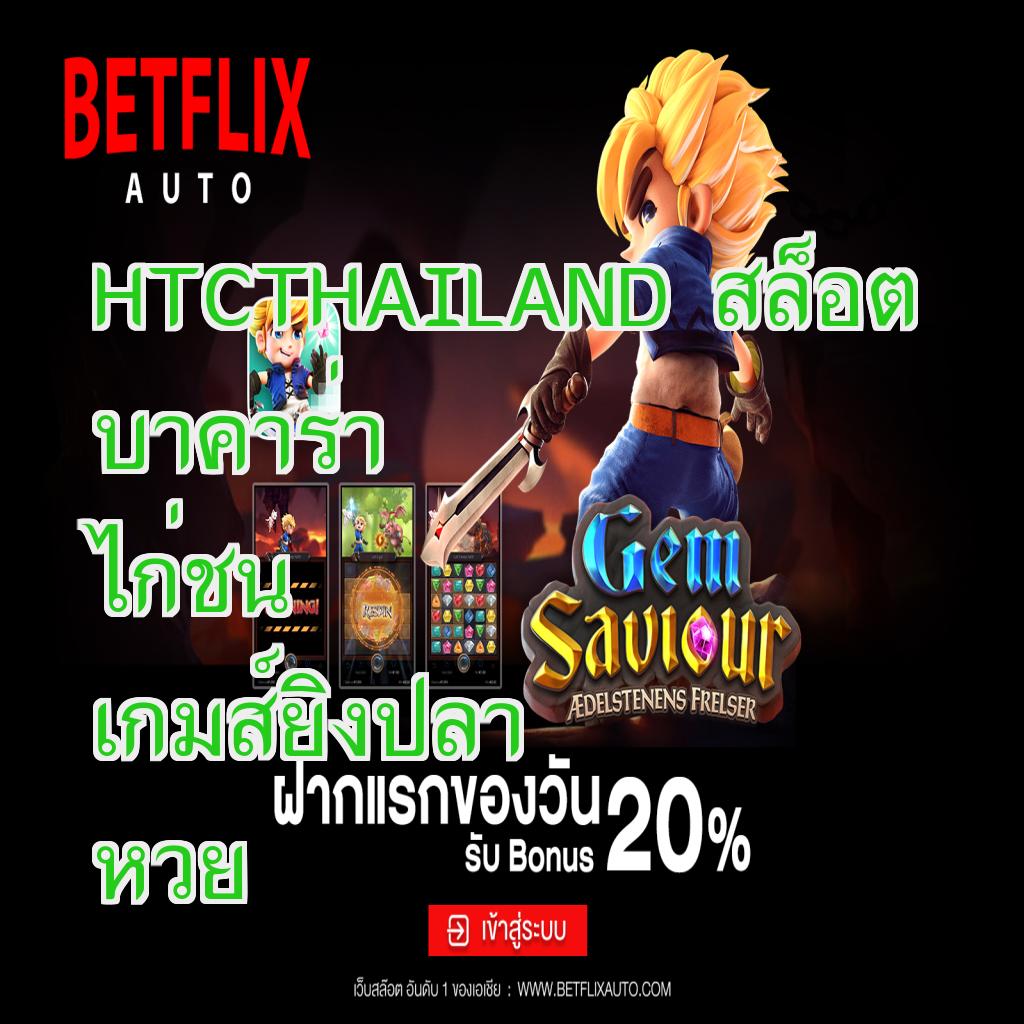 BETFLIX
AUTO
HTCTHAILAND สล็อต
บาคาร่า
ไก่ชน
เกมส์ยิงปลา
หวย
Gem
Saviour
ÆDELSTENENS FRELSER
ฝากแรกของวัน 20%
รับ Bonus
เข้าสู่ระบบ
เว็บสล๊อต อันดับ 1 ของเอเชีย : WWW.BETFLIXAUTO.COM